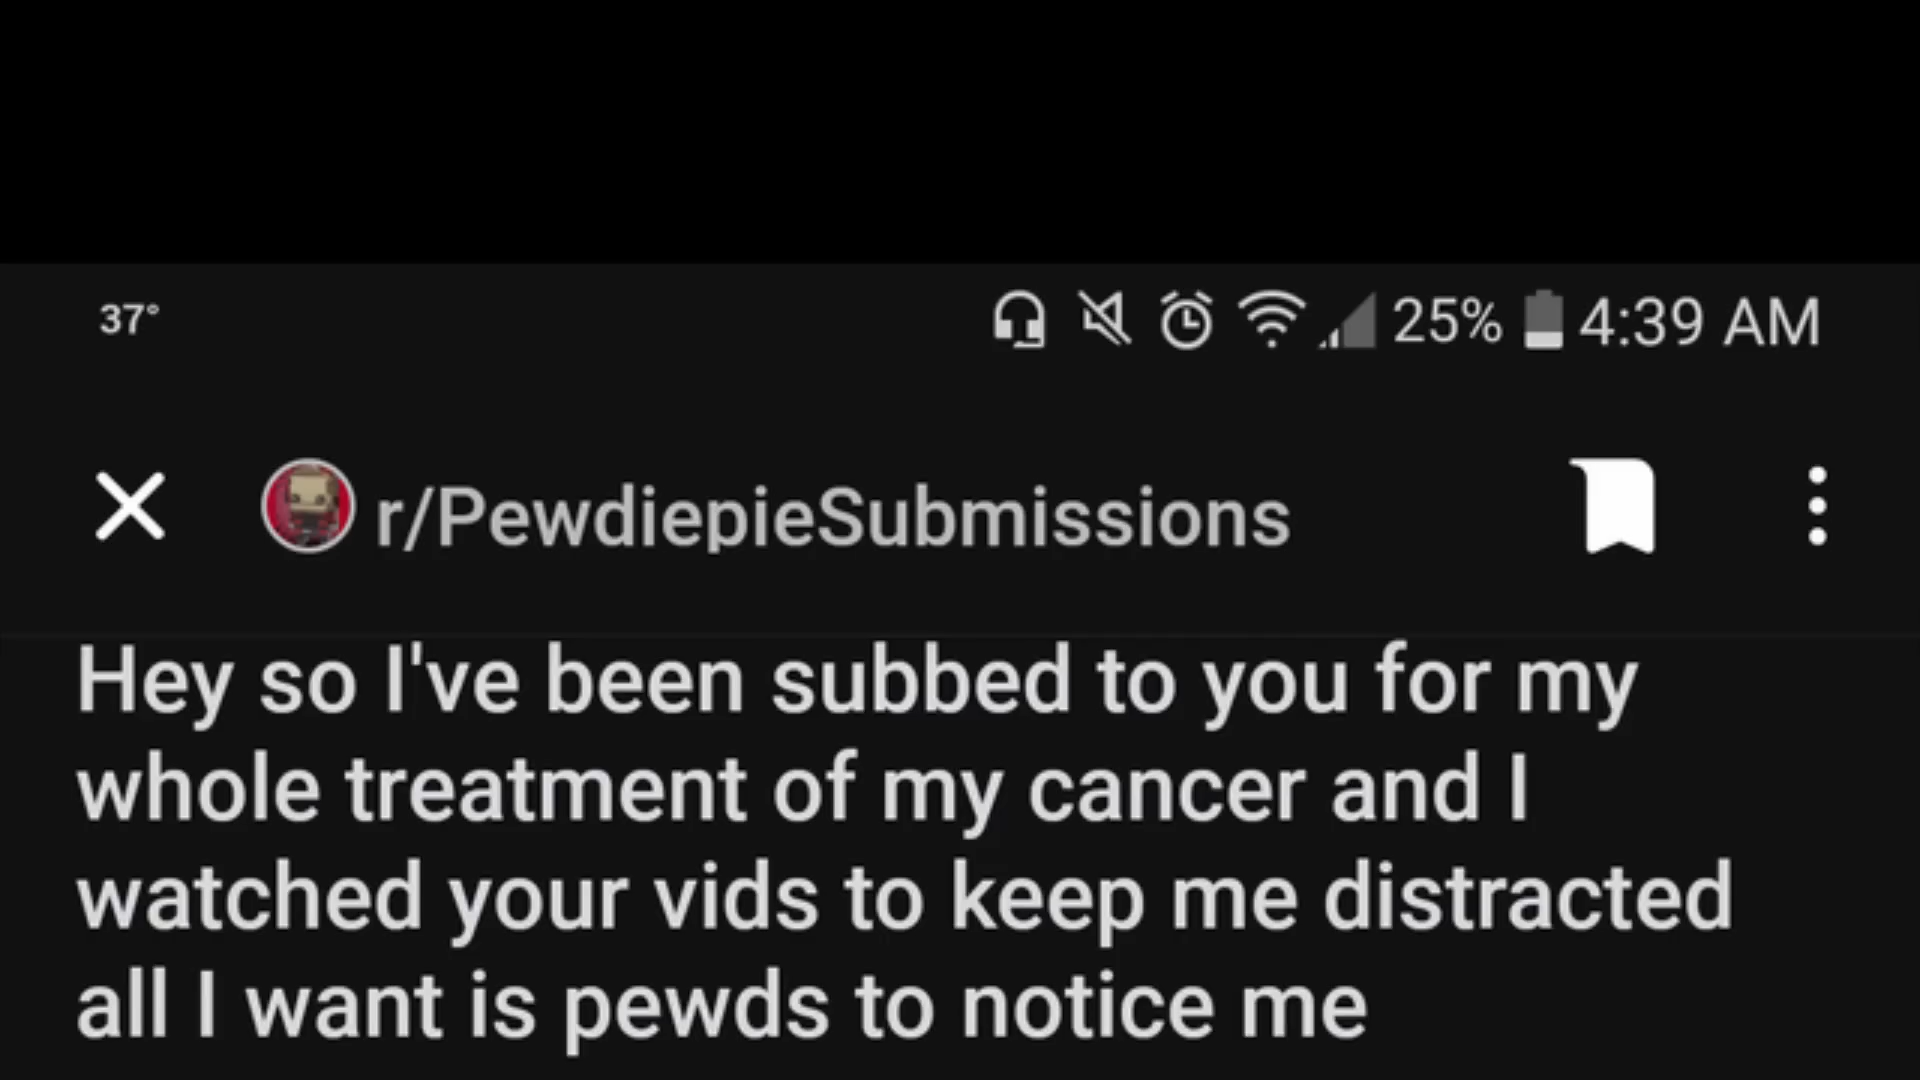 37° 25% 4:39 AM
r/PewdiepieSubmissions
Hey so I've been subbed to you for my
whole treatment of my cancer and I
watched your vids to keep me distracted
all I want is pewds to notice me